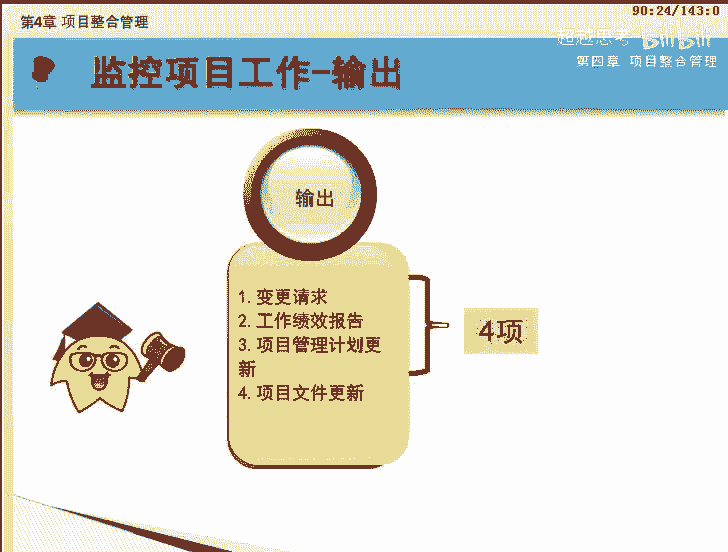 90:24/143:0
第4章 项目整合管理
超越思考 bilibili
第四章 项目整合管理
监控项目工作-输出
输出
1. 变更请求
2. 工作绩效报告
3. 项目管理计划更
新
4. 项目文件更新
4项